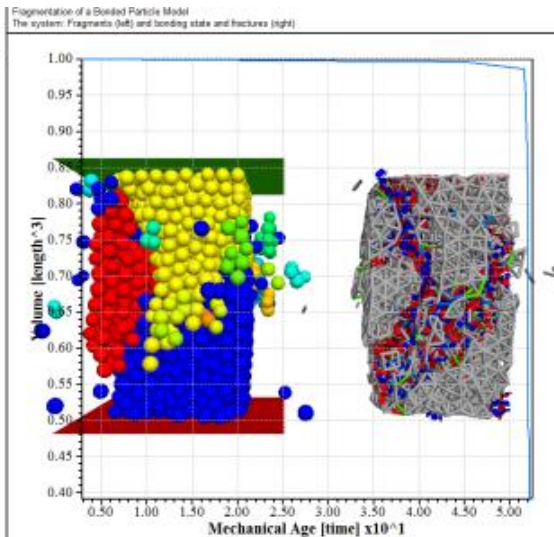 Fragmentation of a Bonded Particle Model
The system: Fragments (left) and bonding state and fractures (right)
1.00
0.95
0.90
0.85
0.80
0.75
0.70
0.65
0.60
0.55
0.50
0.45
0.40
Volume [length^3]
0.50 1.00 1.50 2.00 2.50 3.00 3.50 4.00 4.50 5.00
Mechanical Age [time] x10^1